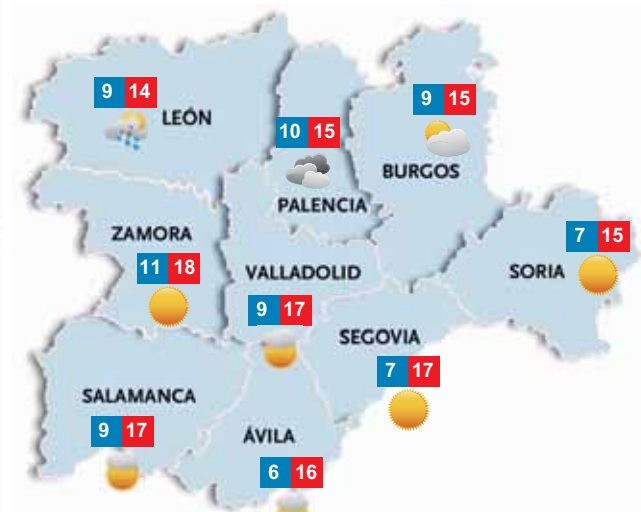 9 14
LEÓN
9 15
BURGOS
10 15
PALENCIA
ZAMORA
11 18
VALLADOLID
9 17
7 15
SORIA
SEGOVIA
7 17
SALAMANCA
9 17
ÁVILA
6 16